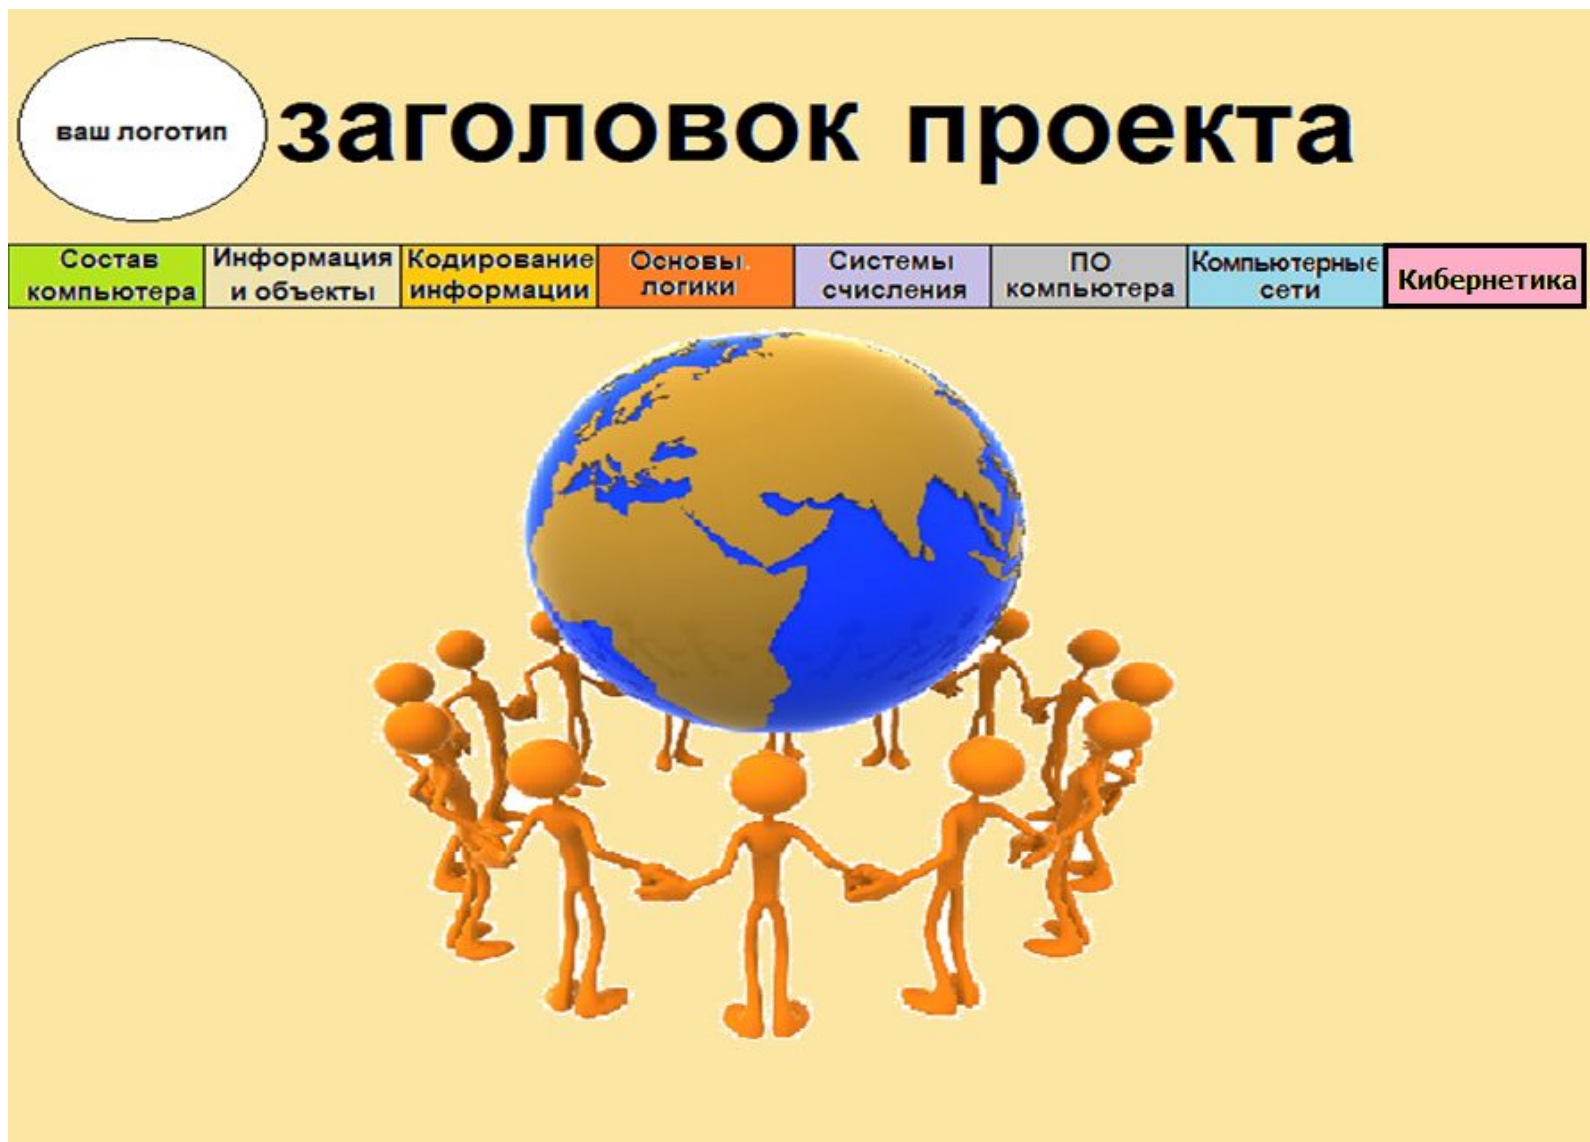 ваш логотип
заголовок проекта
Состав
компьютера
Информация
и объекты
Кодирование
информации
Основы.
логики
Системы
счисления
ПО
компьютера
Компьютерные
сети
Кибернетика